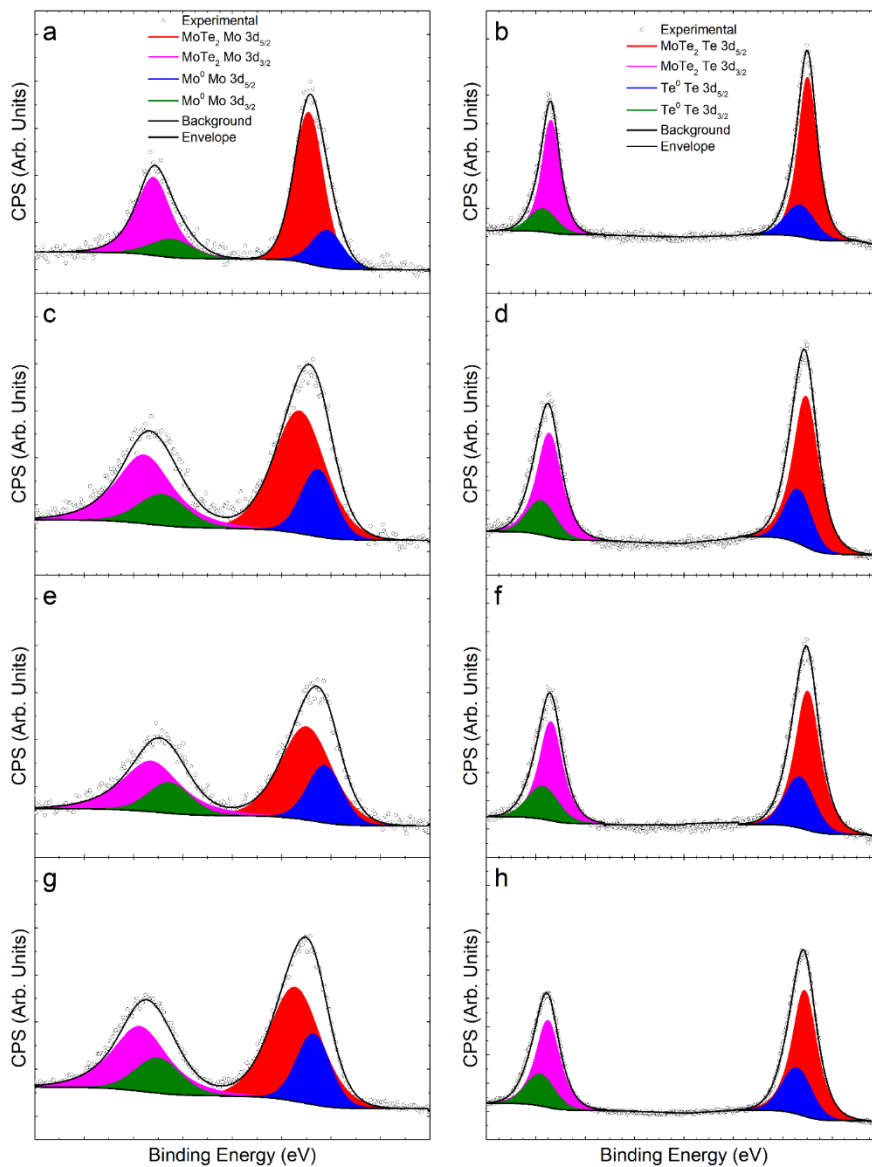 a
Experimental
MoTe₂ Mo 3d₅/₂
MoTe₂ Mo 3d₃/₂
Mo⁰ Mo 3d₅/₂
Mo⁰ Mo 3d₃/₂
Background
Envelope
CPS (Arb. Units)
b
Experimental
MoTe₂ Te 3d₅/₂
MoTe₂ Te 3d₃/₂
Te⁰ Te 3d₅/₂
Te⁰ Te 3d₃/₂
Background
Envelope
CPS (Arb. Units)
c
CPS (Arb. Units)
d
CPS (Arb. Units)
e
CPS (Arb. Units)
f
CPS (Arb. Units)
g
CPS (Arb. Units)
h
CPS (Arb. Units)
Binding Energy (eV)
Binding Energy (eV)